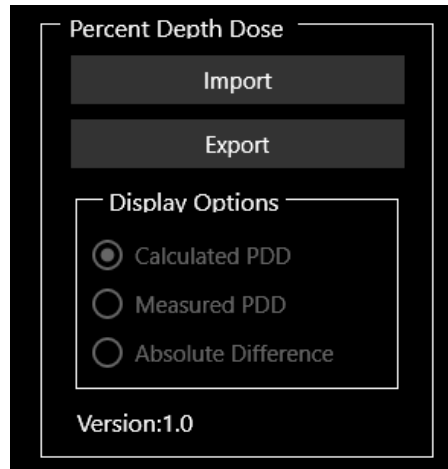 Percent Depth Dose
Import
Export
Display Options
Calculated PDD
Measured PDD
Absolute Difference
Version:1.0